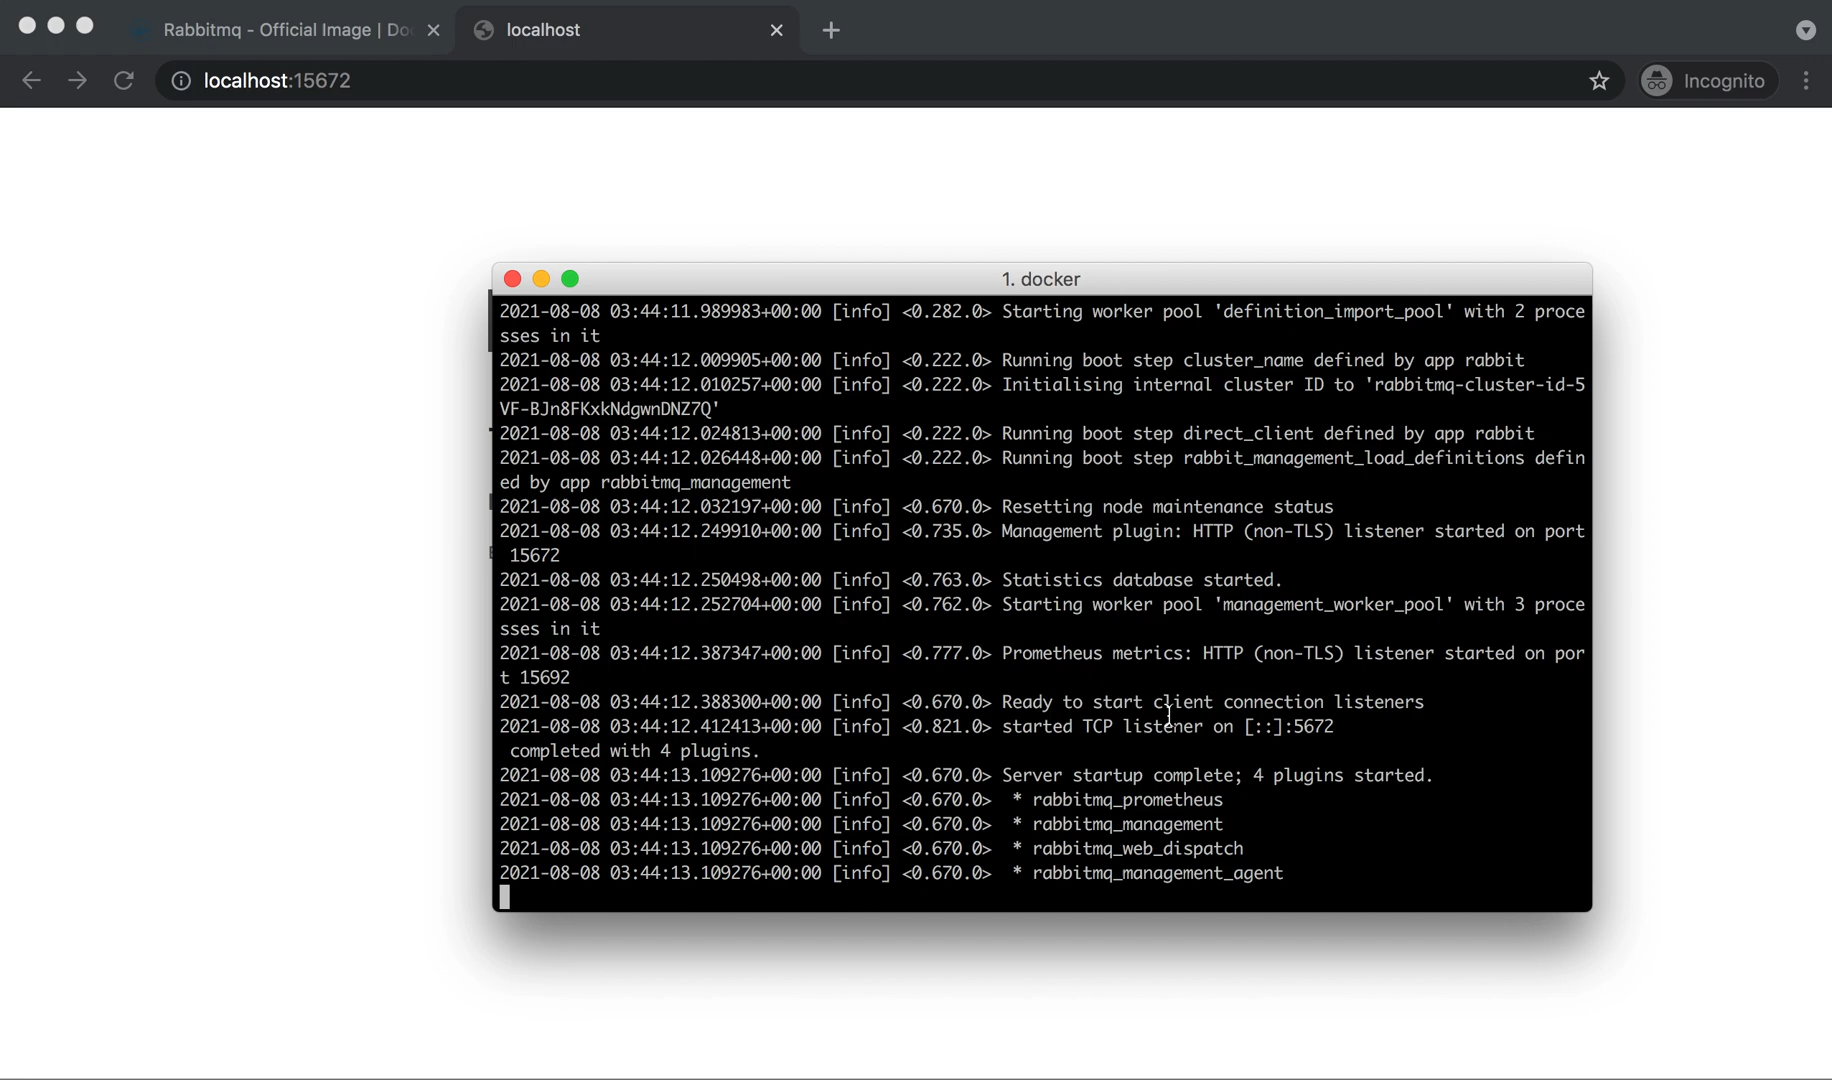 Rabbitmq - Official Image | Doc
localhost
localhost:15672
Incognito
1. docker
2021-08-08 03:44:11.989983+00:00 [info] <0.282.0> Starting worker pool 'definition_import_pool' with 2 proce
sses in it
2021-08-08 03:44:12.009905+00:00 [info] <0.222.0> Running boot step cluster_name defined by app rabbit
2021-08-08 03:44:12.010257+00:00 [info] <0.222.0> Initialising internal cluster ID to 'rabbitmq-cluster-id-5
VF-BJn8FKxkNdgwnDNZ7Q'
2021-08-08 03:44:12.024813+00:00 [info] <0.222.0> Running boot step direct_client defined by app rabbit
2021-08-08 03:44:12.026448+00:00 [info] <0.222.0> Running boot step rabbit_management_load_definitions defin
ed by app rabbitmq_management
2021-08-08 03:44:12.032197+00:00 [info] <0.670.0> Resetting node maintenance status
2021-08-08 03:44:12.249910+00:00 [info] <0.735.0> Management plugin: HTTP (non-TLS) listener started on port
15672
2021-08-08 03:44:12.250498+00:00 [info] <0.763.0> Statistics database started.
2021-08-08 03:44:12.252704+00:00 [info] <0.762.0> Starting worker pool 'management_worker_pool' with 3 proce
sses in it
2021-08-08 03:44:12.387347+00:00 [info] <0.777.0> Prometheus metrics: HTTP (non-TLS) listener started on por
t 15692
2021-08-08 03:44:12.388300+00:00 [info] <0.670.0> Ready to start client connection listeners
2021-08-08 03:44:12.412413+00:00 [info] <0.821.0> started TCP listener on [::]:5672
completed with 4 plugins.
2021-08-08 03:44:13.109276+00:00 [info] <0.670.0> Server startup complete; 4 plugins started.
2021-08-08 03:44:13.109276+00:00 [info] <0.670.0>  * rabbitmq_prometheus
2021-08-08 03:44:13.109276+00:00 [info] <0.670.0>  * rabbitmq_management
2021-08-08 03:44:13.109276+00:00 [info] <0.670.0>  * rabbitmq_web_dispatch
2021-08-08 03:44:13.109276+00:00 [info] <0.670.0>  * rabbitmq_management_agent